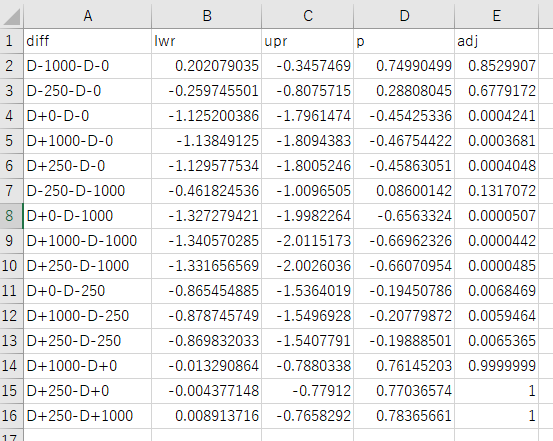 A B C D E
1 diff lwr upr p adj
2 D-1000-D-0 0.202079035 -0.3457469 0.74990499 0.8529907
3 D-250-D-0 -0.259745501 -0.8075715 0.28808045 0.6779172
4 D+0-D-0 -1.125200386 -1.7961474 -0.45425336 0.0004241
5 D+1000-D-0 -1.13849125 -1.8094383 -0.46754422 0.0003681
6 D+250-D-0 -1.129577534 -1.8005246 -0.45863051 0.0004048
7 D-250-D-1000 -0.461824536 -1.0096505 0.08600142 0.1317072
8 D+0-D-1000 -1.327279421 -1.9982264 -0.6563324 0.0000507
9 D+1000-D-1000 -1.340570285 -2.0115173 -0.66962326 0.0000442
10 D+250-D-1000 -1.331656569 -2.0026036 -0.66070954 0.0000485
11 D+0-D-250 -0.865454885 -1.5364019 -0.19450786 0.0068469
12 D+1000-D-250 -0.878745749 -1.5496928 -0.20779872 0.0059464
13 D+250-D-250 -0.869832033 -1.5407791 -0.19888501 0.0065365
14 D+1000-D+0 -0.013290864 -0.7880338 0.76145203 0.9999999
15 D+250-D+0 -0.004377148 -0.77912 0.77036574 1
16 D+250-D+1000 0.008913716 -0.7658292 0.78365661 1
17